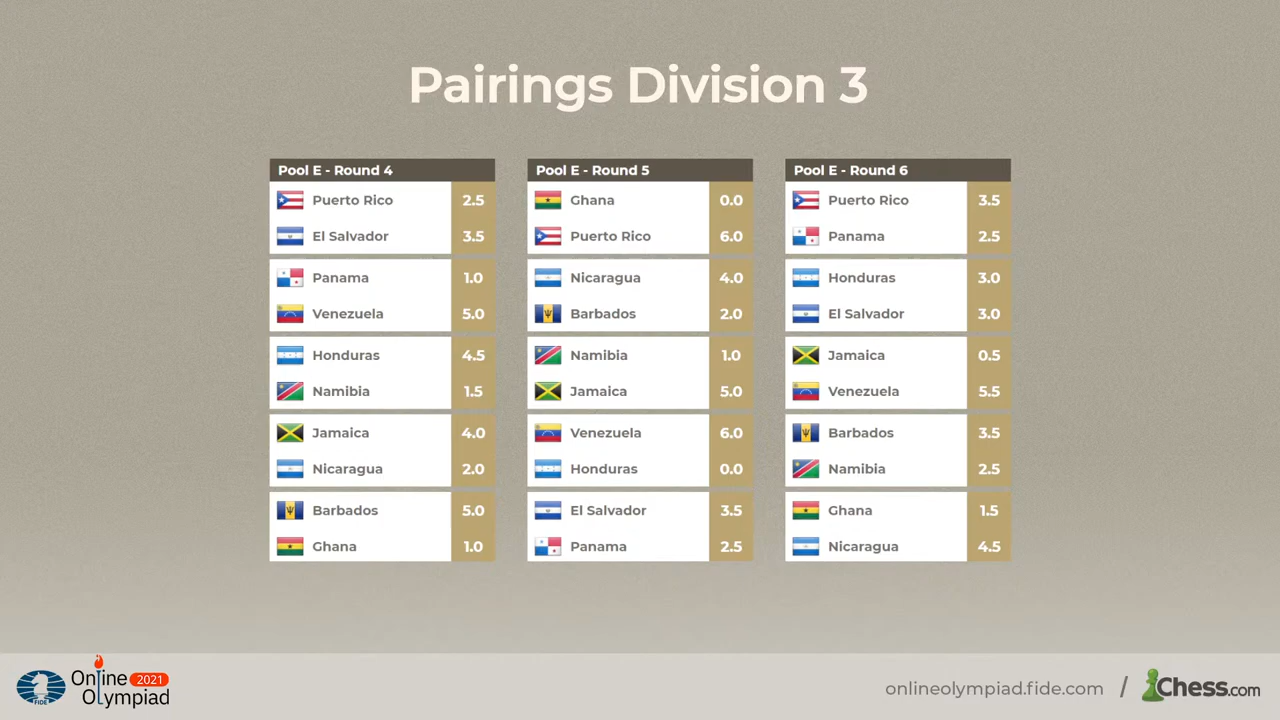 Pairings Division 3
Pool E - Round 4
Puerto Rico 2.5
El Salvador 3.5
Panama 1.0
Venezuela 5.0
Honduras 4.5
Namibia 1.5
Jamaica 4.0
Nicaragua 2.0
Barbados 5.0
Ghana 1.0
Pool E - Round 5
Ghana 0.0
Puerto Rico 6.0
Nicaragua 4.0
Barbados 2.0
Namibia 1.0
Jamaica 5.0
Venezuela 6.0
Honduras 0.0
El Salvador 3.5
Panama 2.5
Pool E - Round 6
Puerto Rico 3.5
Panama 2.5
Honduras 3.0
El Salvador 3.0
Jamaica 0.5
Venezuela 5.5
Barbados 3.5
Namibia 2.5
Ghana 1.5
Nicaragua 4.5
FIDE
Online 2021
Olympiad
onlineolympiad.fide.com / Chess.com